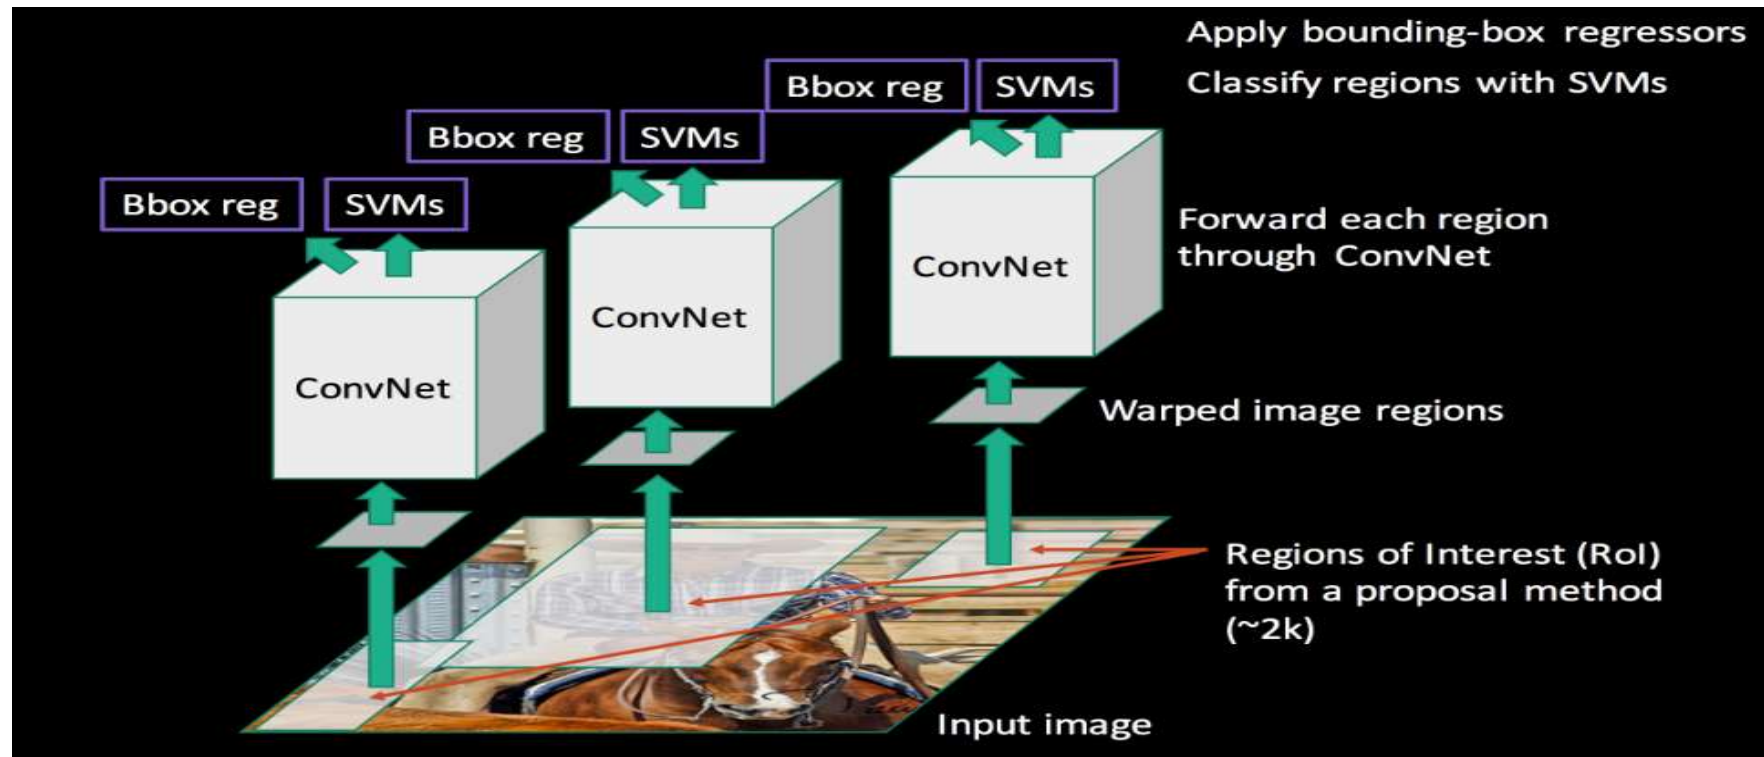 Apply bounding-box regressors
Bbox reg
SVMs
Classify regions with SVMs
Bbox reg
SVMs
Bbox reg
SVMs
Forward each region
through ConvNet
ConvNet
ConvNet
ConvNet
Warped image regions
Regions of Interest (RoI)
from a proposal method
(~2k)
Input image